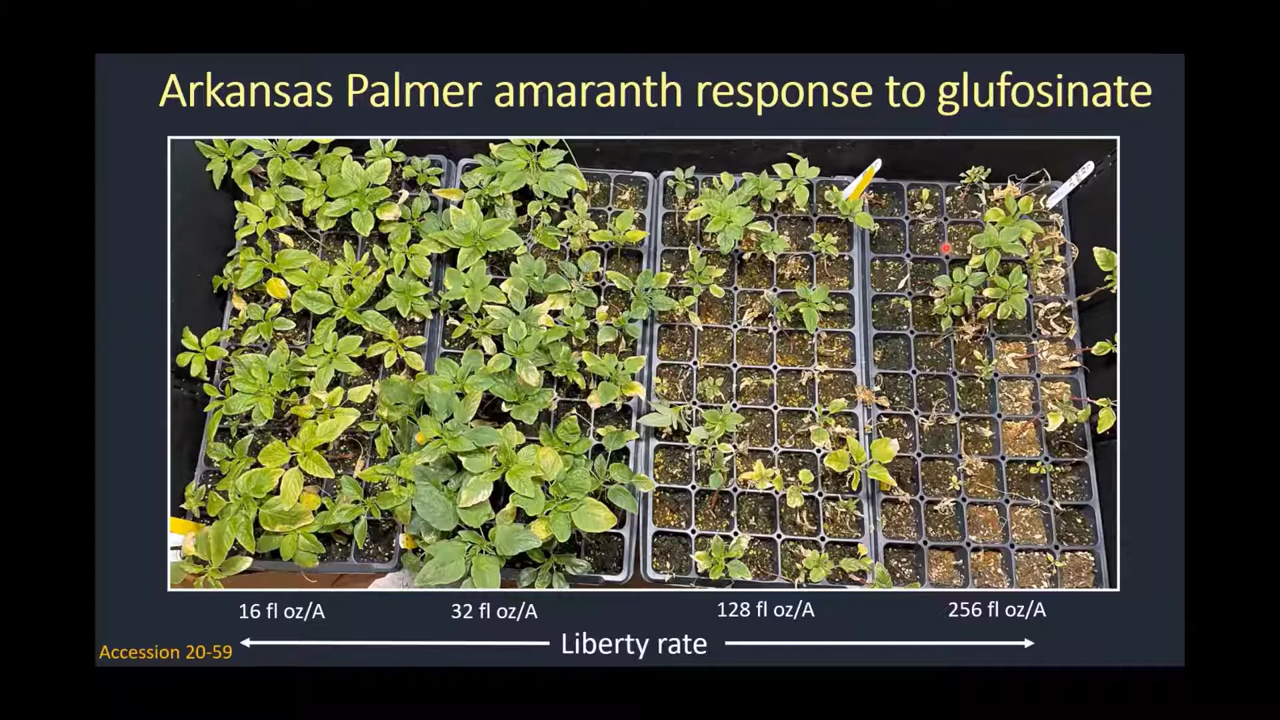 Arkansas Palmer amaranth response to glufosinate
16 fl oz/A
32 fl oz/A
128 fl oz/A
256 fl oz/A
Liberty rate
Accession 20-59